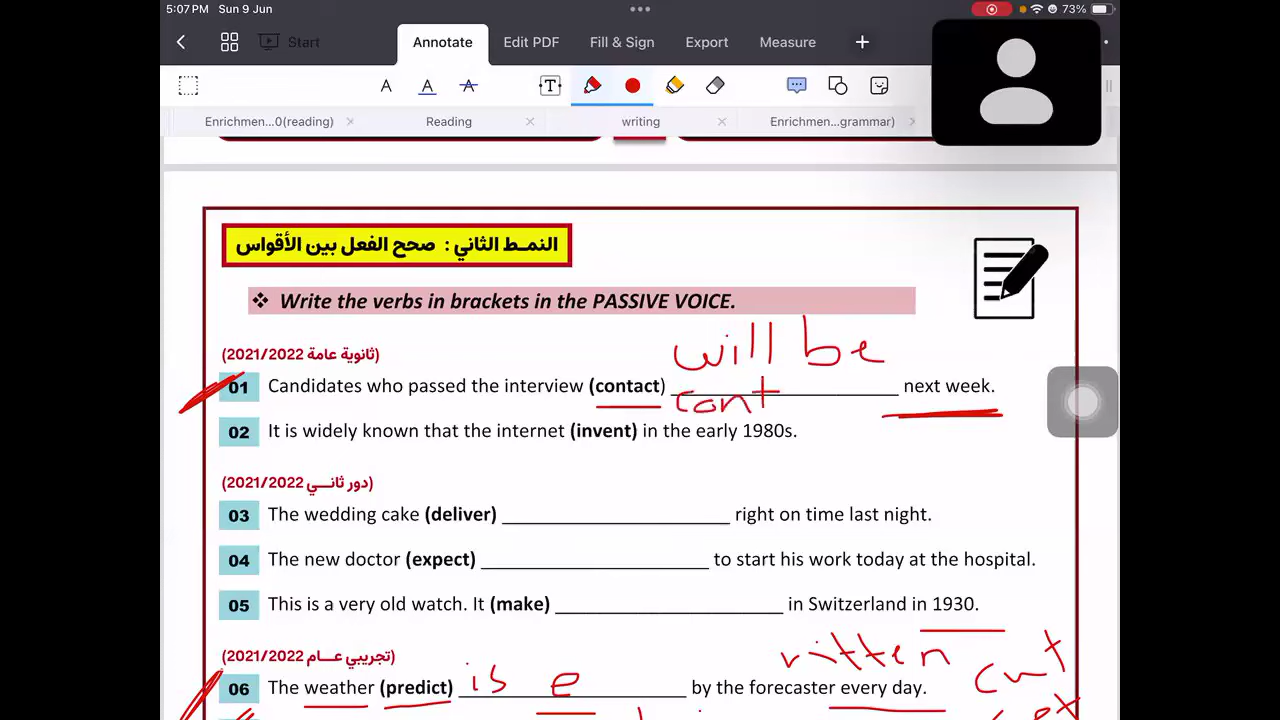 5:07 PM Sun 9 Jun 73%
Start Annotate Edit PDF Fill & Sign Export Measure
A A A T
Enrichmen...0(reading) × Reading × writing × Enrichmen...grammar) ×
النمـط الثاني : صحح الفعل بين الأقواس
❖ Write the verbs in brackets in the PASSIVE VOICE.
will be
(ثانوية عامة 2021/2022)
01 Candidates who passed the interview (contact) ____________________ next week.
cont
02 It is widely known that the internet (invent) in the early 1980s.
(دور ثانـــي 2021/2022)
03 The wedding cake (deliver) ____________________ right on time last night.
04 The new doctor (expect) ____________________ to start his work today at the hospital.
05 This is a very old watch. It (make) ____________________ in Switzerland in 1930.
ritten
cut
(تجريبي عـــام 2021/2022)
is e
06 The weather (predict) ____________________ by the forecaster every day.